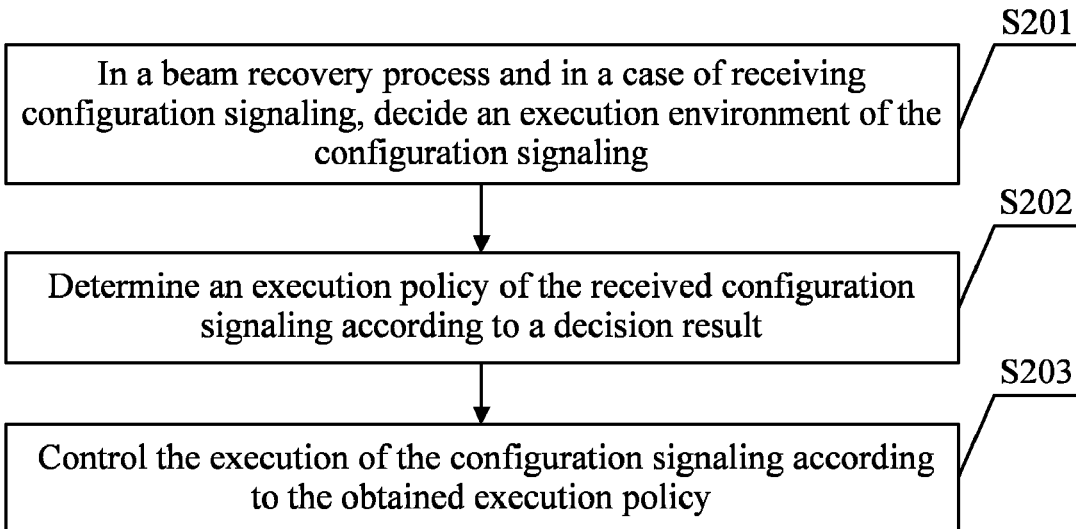 S201
In a beam recovery process and in a case of receiving
configuration signaling, decide an execution environment of the
configuration signaling
S202
Determine an execution policy of the received configuration
signaling according to a decision result
S203
Control the execution of the configuration signaling according
to the obtained execution policy